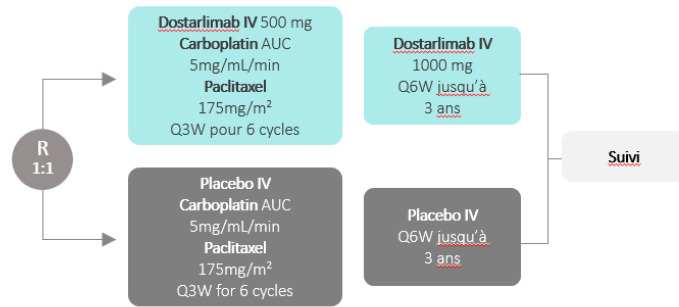 R
1:1
Dostarlimab IV 500 mg
Carboplatin AUC
5mg/mL/min
Paclitaxel
175mg/m²
Q3W pour 6 cycles
Dostarlimab IV
1000 mg
Q6W jusqu'à
3 ans
Placebo IV
Carboplatin AUC
5mg/mL/min
Paclitaxel
175mg/m²
Q3W for 6 cycles
Placebo IV
Q6W jusqu'à
3 ans
Suivi